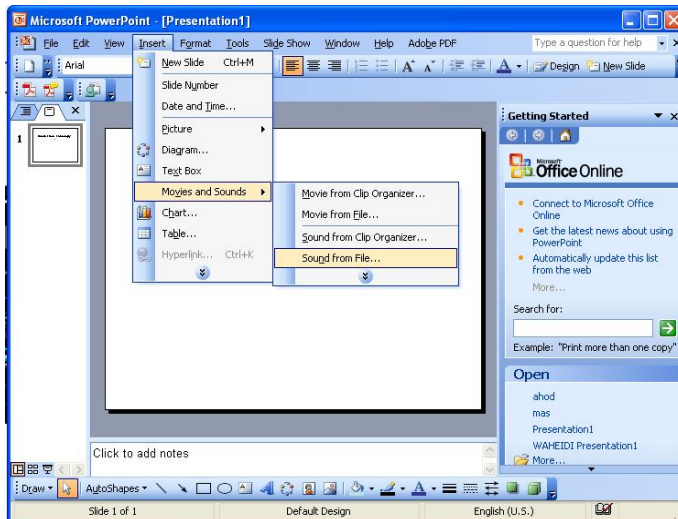 Microsoft PowerPoint - [Presentation1]
File Edit View Insert Format Tools Slide Show Window Help Adobe PDF Type a question for help
Arial
Design New Slide
New Slide Ctrl+M
Slide Number
Date and Time...
Picture
Diagram...
Text Box
Movies and Sounds
Chart...
Table...
Hyperlink... Ctrl+K
Movie from Clip Organizer...
Movie from File...
Sound from Clip Organizer...
Sound from File...
1
Getting Started
Microsoft
Office Online
Connect to Microsoft Office
Online
Get the latest news about using
PowerPoint
Automatically update this list
from the web
More...
Search for:
Example: "Print more than one copy"
Open
ahod
mas
Presentation1
WAHEIDI Presentation1
More...
Click to add notes
Draw AutoShapes
Slide 1 of 1 Default Design English (U.S.)